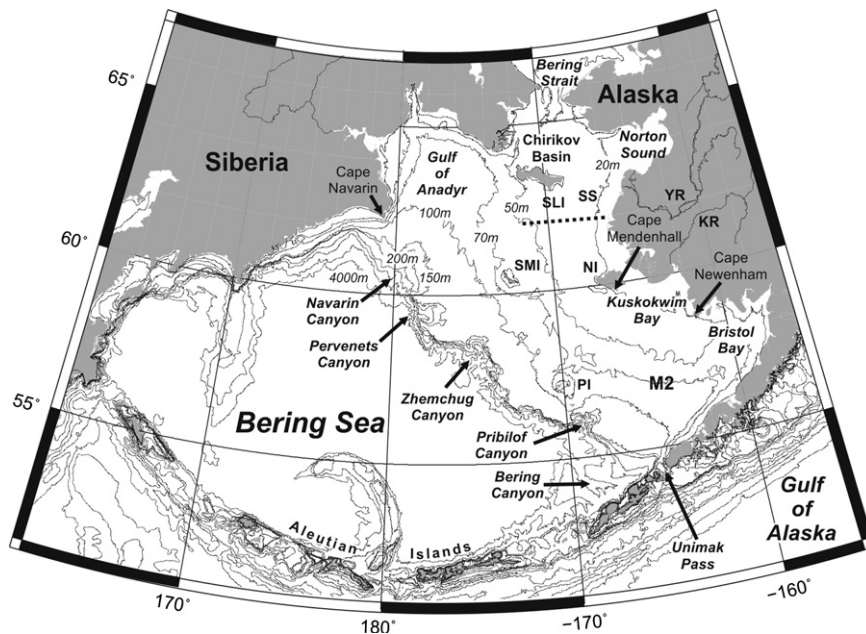 Bering
Strait
65°
65°
Alaska
Siberia
Chirikov
Basin
Norton
Sound
Gulf
of
Anadyr
20m
Cape
Navarin
SLI
SS
YR
100m
50m
KR
Cape
Mendenhall
60°
60°
70m
Cape
Newenham
200m
SMI
NI
4000m
150m
Navarin
Canyon
Kuskokwim
Bay
Bristol
Bay
Pervenets
Canyon
PI
M2
55°
55°
Zhemchug
Canyon
Bering Sea
Pribilof
Canyon
Bering
Canyon
Gulf
of
Alaska
Aleutian
Islands
Unimak
Pass
170°
180°
−170°
−160°